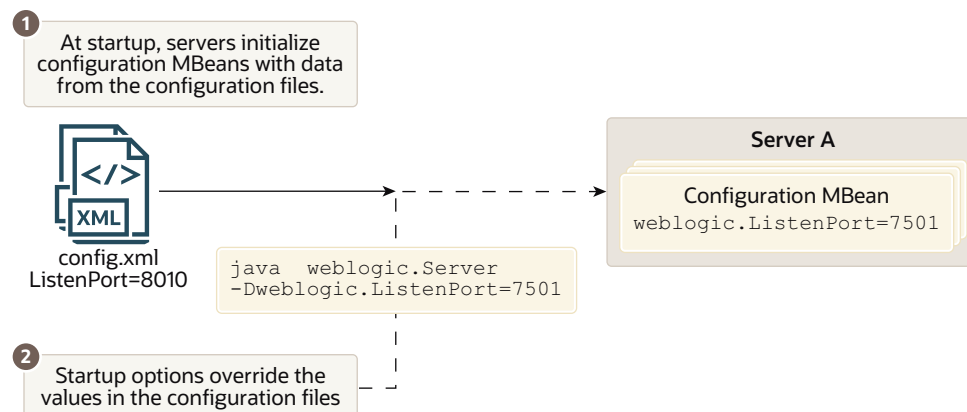 1
At startup, servers initialize
configuration MBeans with data
from the configuration files.
</>
XML
config.xml
ListenPort=8010
java weblogic.Server
-Dweblogic.ListenPort=7501
Server A
Configuration MBean
weblogic.ListenPort=7501
2
Startup options override the
values in the configuration files